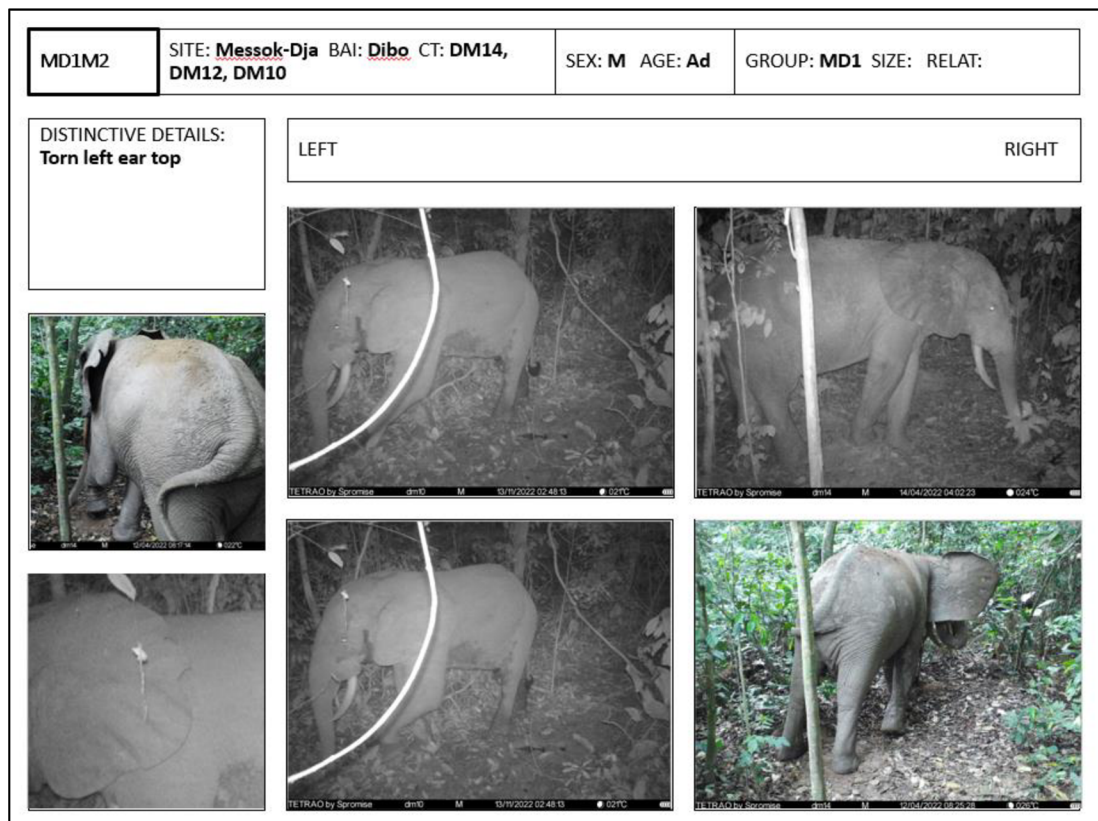 MD1M2
SITE: Messok-Dja BAI: Dibo CT: DM14,
DM12, DM10
SEX: M AGE: Ad
GROUP: MD1 SIZE: RELAT:
DISTINCTIVE DETAILS:
Torn left ear top
LEFT
RIGHT
TETRAO by Spromise dm10 M 13/11/2022 02:48:13 021°C
TETRAO by Spromise dm14 M 14/04/2022 04:02:23 024°C
dm14 M 12/04/2022 08:17:14 022°C
TETRAO by Spromise dm10 M 13/11/2022 02:48:13 021°C
TETRAO by Spromise dm14 M 12/04/2022 08:25:28 026°C